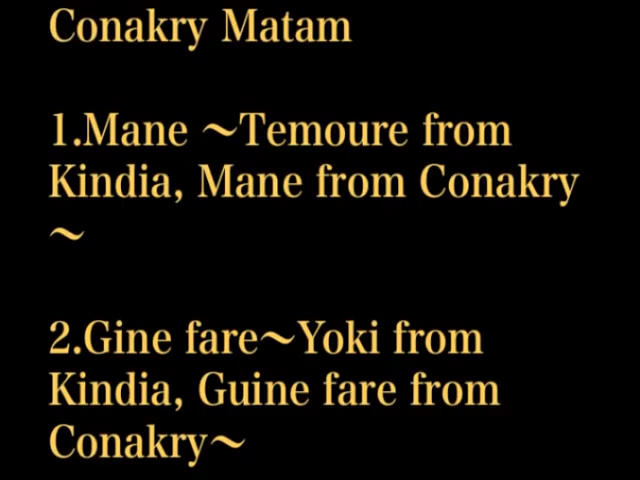 Conakry Matam
1.Mane ～Temoure from
Kindia, Mane from Conakry
～
2.Gine fare～Yoki from
Kindia, Guine fare from
Conakry～